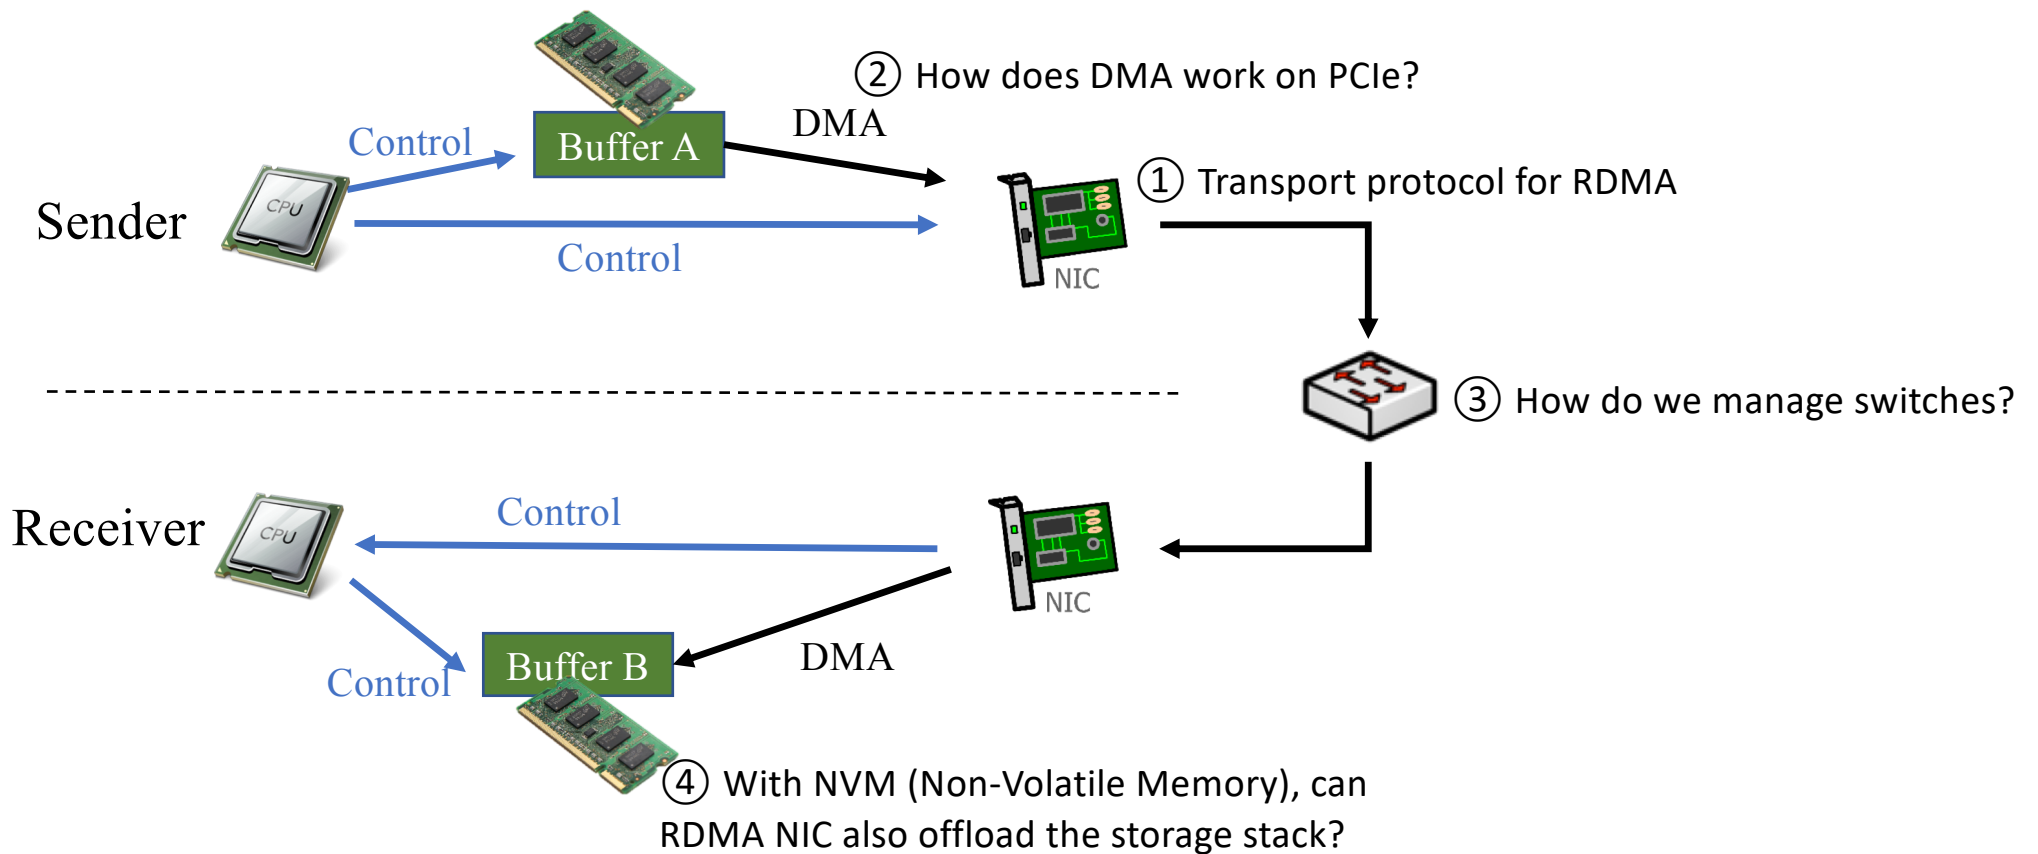 ② How does DMA work on PCIe?
DMA
Control
Buffer A
CPU
① Transport protocol for RDMA
Sender
Control
NIC
③ How do we manage switches?
Control
Receiver
CPU
NIC
DMA
Buffer B
Control
④ With NVM (Non-Volatile Memory), can
RDMA NIC also offload the storage stack?